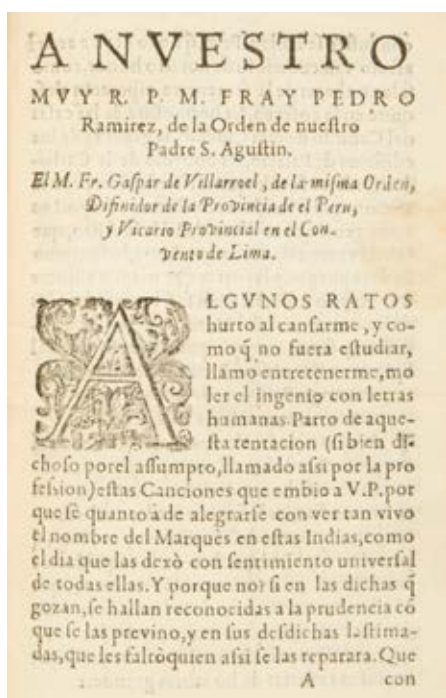 A NVESTRO
MVY R. P. M. FRAY PEDRO
Ramirez, de la Orden de nueſtro
Padre S. Aguſtin.
El M. Fr. Gaſpar de Villarroel, de la miſma Orden,
Difinidor de la Provincia de el Peru,
y Vicario Provincial en el Con-
vento de Lima.
ALGVNOS RATOS
hurto al canſarme, y co-
mo q̃ no fuera eſtudiar,
llamo entretenerme, mo
ler el ingenio con letras
humanas. Parto de aque-
ſta tentacion (ſi bien di-
choſo por el aſſumpto, llamado aſsi por la pro
feſsion) eſtas Canciones que embio a V.P. por
que sè quanto à de alegrarſe con ver tan vivo
el nombre del Marquès en eſtas Indias, como
el dia que las dexò con ſentimiento univerſal
de todas ellas. Y porque no? ſi en las dichas q̃
gozan, ſe hallan reconocidas a la prudencia cõ
que ſe las previno, y en ſus deſdichas laſtima-
das, que les faltò quien aſsi ſe las reparara. Que
A con